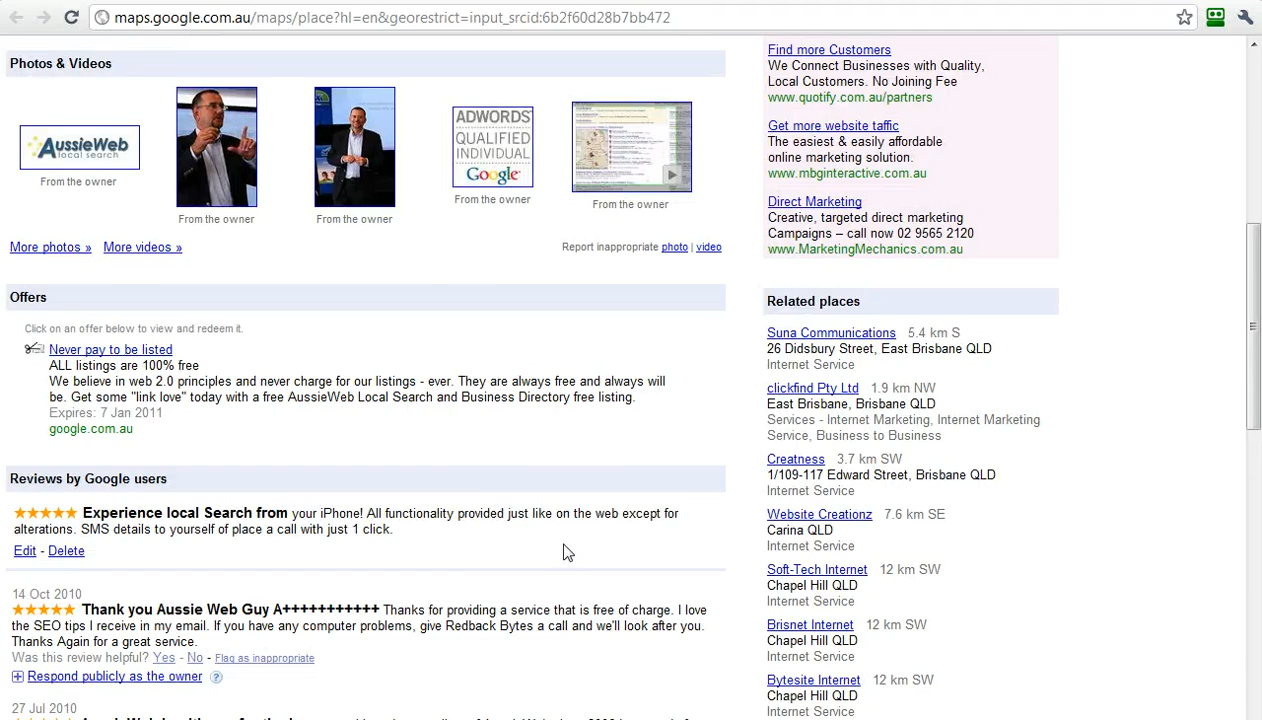 maps.google.com.au/maps/place?hl=en&georestrict=input_srcid:6b2f60d28b7bb472
Photos & Videos
AussieWeb
local search
From the owner
From the owner
From the owner
ADWORDS
QUALIFIED
INDIVIDUAL
Google
From the owner
From the owner
More photos »
More videos »
Report inappropriate photo | video
Offers
Click on an offer below to view and redeem it.
Never pay to be listed
ALL listings are 100% free
We believe in web 2.0 principles and never charge for our listings - ever. They are always free and always will
be. Get some "link love" today with a free AussieWeb Local Search and Business Directory free listing.
Expires: 7 Jan 2011
google.com.au
Reviews by Google users
Experience local Search from your iPhone! All functionality provided just like on the web except for
alterations. SMS details to yourself of place a call with just 1 click.
Edit - Delete
14 Oct 2010
Thank you Aussie Web Guy A+++++++++++ Thanks for providing a service that is free of charge. I love
the SEO tips I receive in my email. If you have any computer problems, give Redback Bytes a call and we'll look after you.
Thanks Again for a great service.
Was this review helpful? Yes - No - Flag as inappropriate
Respond publicly as the owner ?
27 Jul 2010
Find more Customers
We Connect Businesses with Quality,
Local Customers. No Joining Fee
www.quotify.com.au/partners
Get more website taffic
The easiest & easily affordable
online marketing solution.
www.mbginteractive.com.au
Direct Marketing
Creative, targeted direct marketing
Campaigns – call now 02 9565 2120
www.MarketingMechanics.com.au
Related places
Suna Communications 5.4 km S
26 Didsbury Street, East Brisbane QLD
Internet Service
clickfind Pty Ltd 1.9 km NW
East Brisbane, Brisbane QLD
Services - Internet Marketing, Internet Marketing
Service, Business to Business
Creatness 3.7 km SW
1/109-117 Edward Street, Brisbane QLD
Internet Service
Website Creationz 7.6 km SE
Carina QLD
Internet Service
Soft-Tech Internet 12 km SW
Chapel Hill QLD
Internet Service
Brisnet Internet 12 km SW
Chapel Hill QLD
Internet Service
Bytesite Internet 12 km SW
Chapel Hill QLD
Internet Service